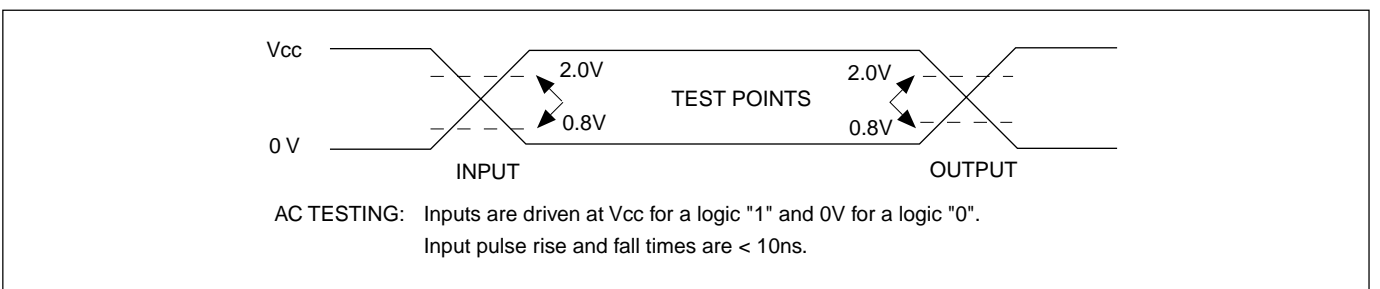 Vcc
2.0V
2.0V
TEST POINTS
0.8V
0.8V
0 V
INPUT
OUTPUT
AC TESTING: Inputs are driven at Vcc for a logic "1" and 0V for a logic "0".
Input pulse rise and fall times are < 10ns.